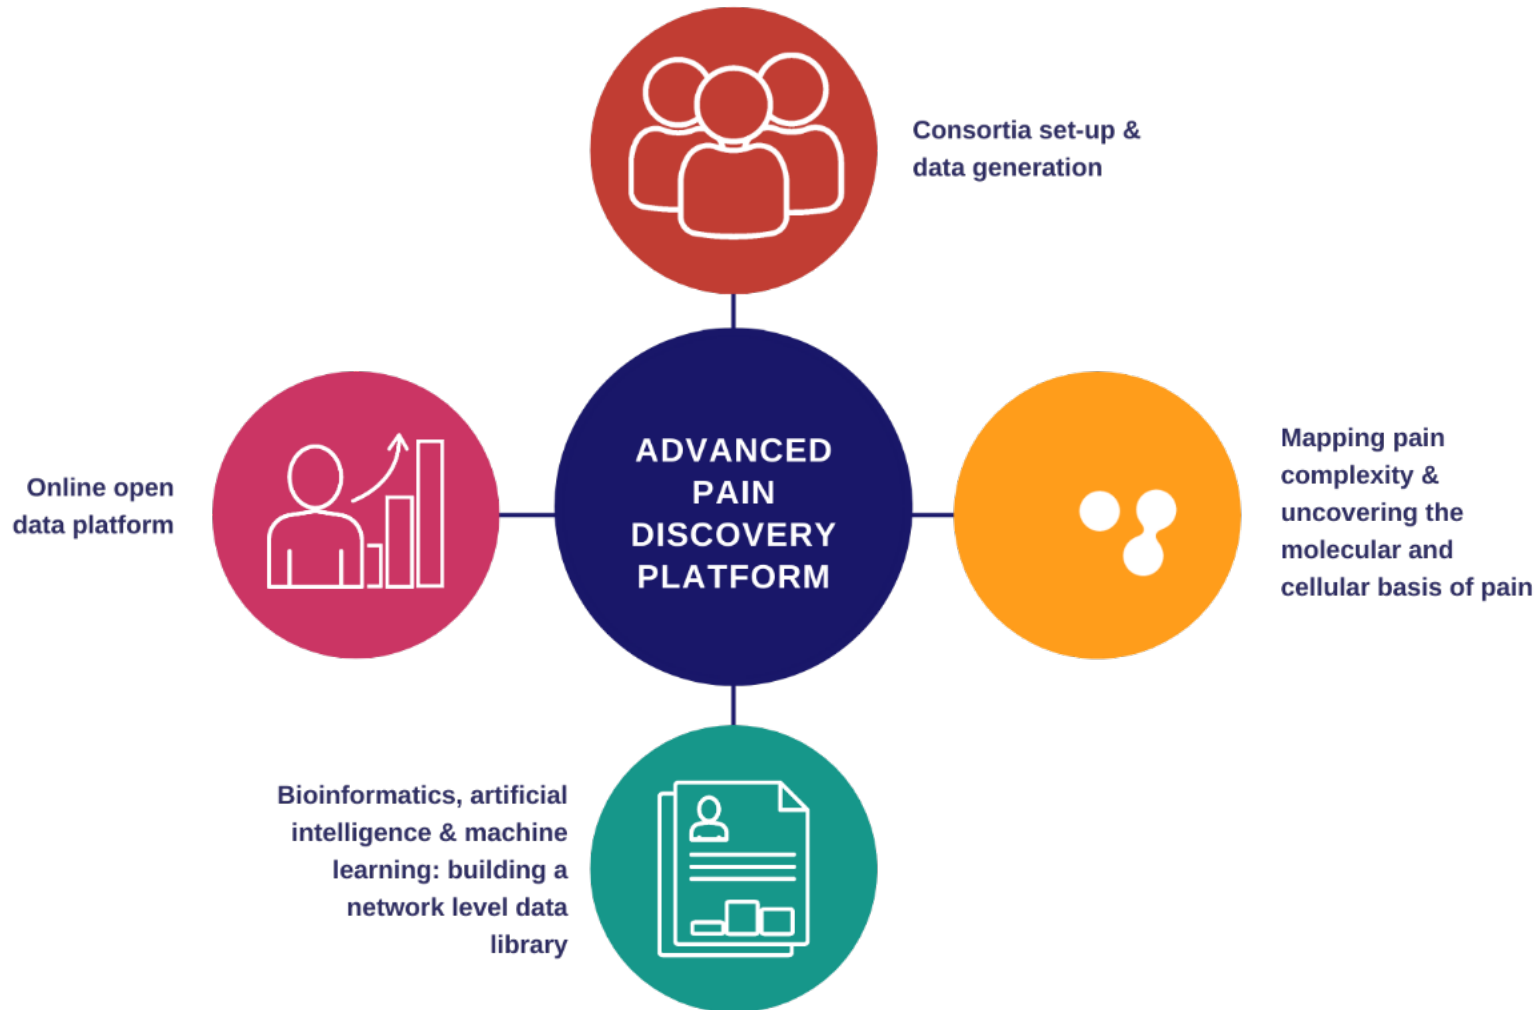 Consortia set-up &
data generation
ADVANCED
PAIN
DISCOVERY
PLATFORM
Mapping pain
complexity &
uncovering the
molecular and
cellular basis of pain
Online open
data platform
Bioinformatics, artificial
intelligence & machine
learning: building a
network level data
library